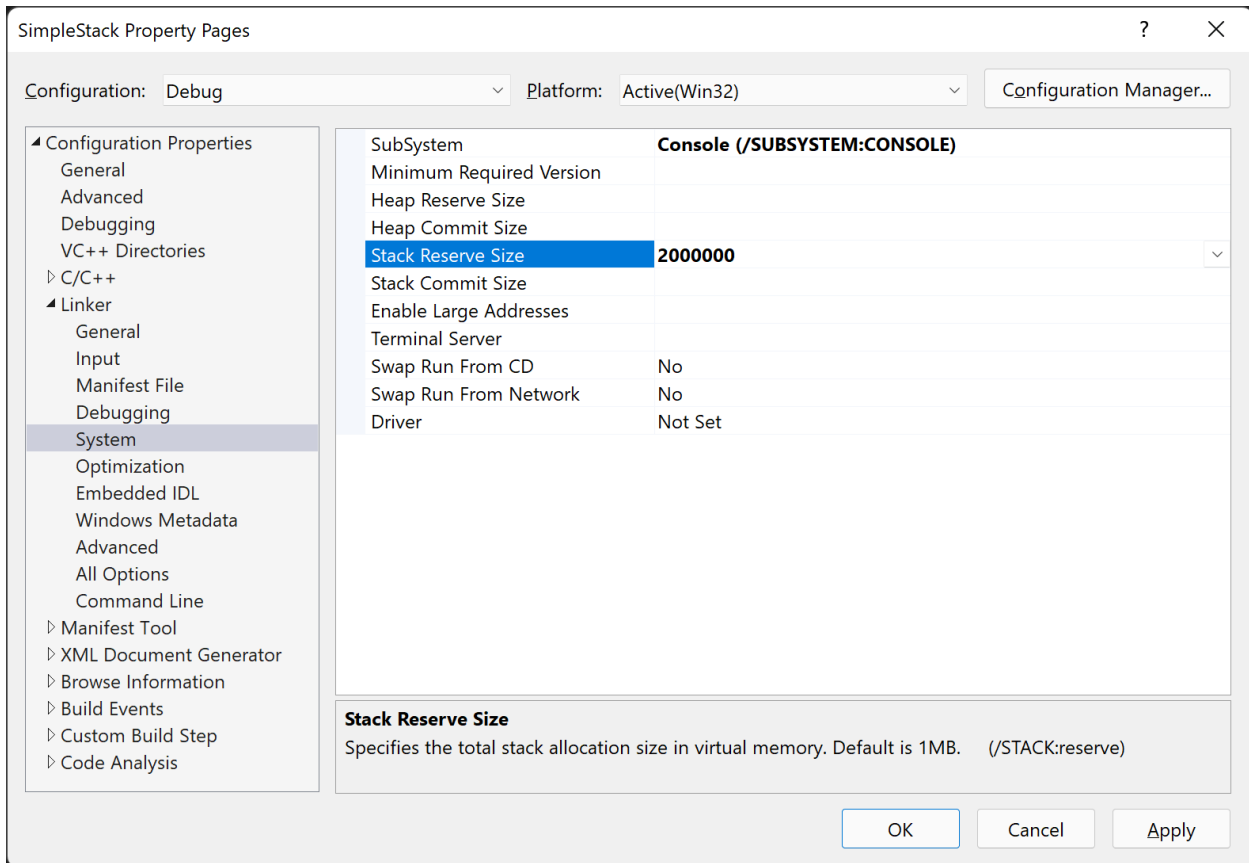 SimpleStack Property Pages
?
Configuration: Debug Platform: Active(Win32) Configuration Manager...
Configuration Properties
General
Advanced
Debugging
VC++ Directories
C/C++
Linker
General
Input
Manifest File
Debugging
System
Optimization
Embedded IDL
Windows Metadata
Advanced
All Options
Command Line
Manifest Tool
XML Document Generator
Browse Information
Build Events
Custom Build Step
Code Analysis
SubSystem Console (/SUBSYSTEM:CONSOLE)
Minimum Required Version
Heap Reserve Size
Heap Commit Size
Stack Reserve Size 2000000
Stack Commit Size
Enable Large Addresses
Terminal Server
Swap Run From CD No
Swap Run From Network No
Driver Not Set
Stack Reserve Size
Specifies the total stack allocation size in virtual memory. Default is 1MB. (/STACK:reserve)
OK Cancel Apply